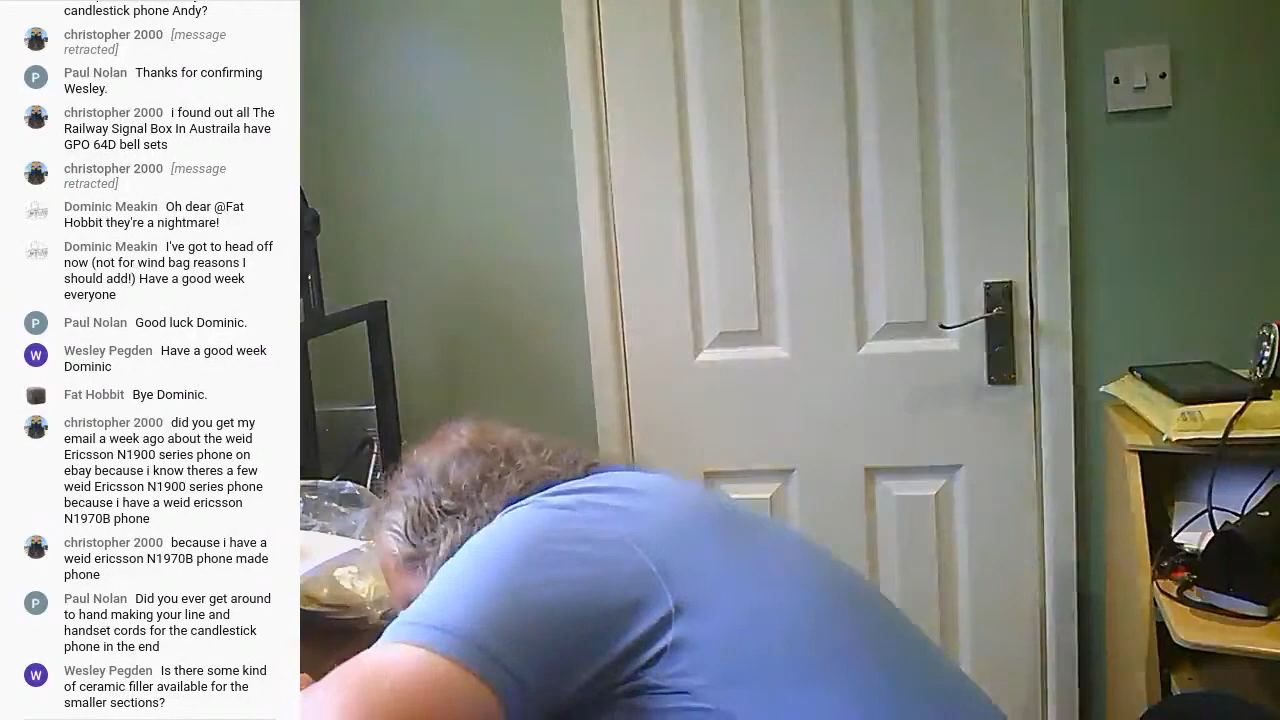 candlestick phone Andy?
christopher 2000 [message
retracted]
P Paul Nolan Thanks for confirming
Wesley.
christopher 2000 i found out all The
Railway Signal Box In Austraila have
GPO 64D bell sets
christopher 2000 [message
retracted]
Dominic Meakin Oh dear @Fat
Hobbit they're a nightmare!
Dominic Meakin I've got to head off
now (not for wind bag reasons I
should add!) Have a good week
everyone
P Paul Nolan Good luck Dominic.
W Wesley Pegden Have a good week
Dominic
Fat Hobbit Bye Dominic.
christopher 2000 did you get my
email a week ago about the weid
Ericsson N1900 series phone on
ebay because i know theres a few
weid Ericsson N1900 series phone
because i have a weid ericsson
N1970B phone
christopher 2000 because i have a
weid ericsson N1970B phone made
phone
P Paul Nolan Did you ever get around
to hand making your line and
handset cords for the candlestick
phone in the end
W Wesley Pegden Is there some kind
of ceramic filler available for the
smaller sections?